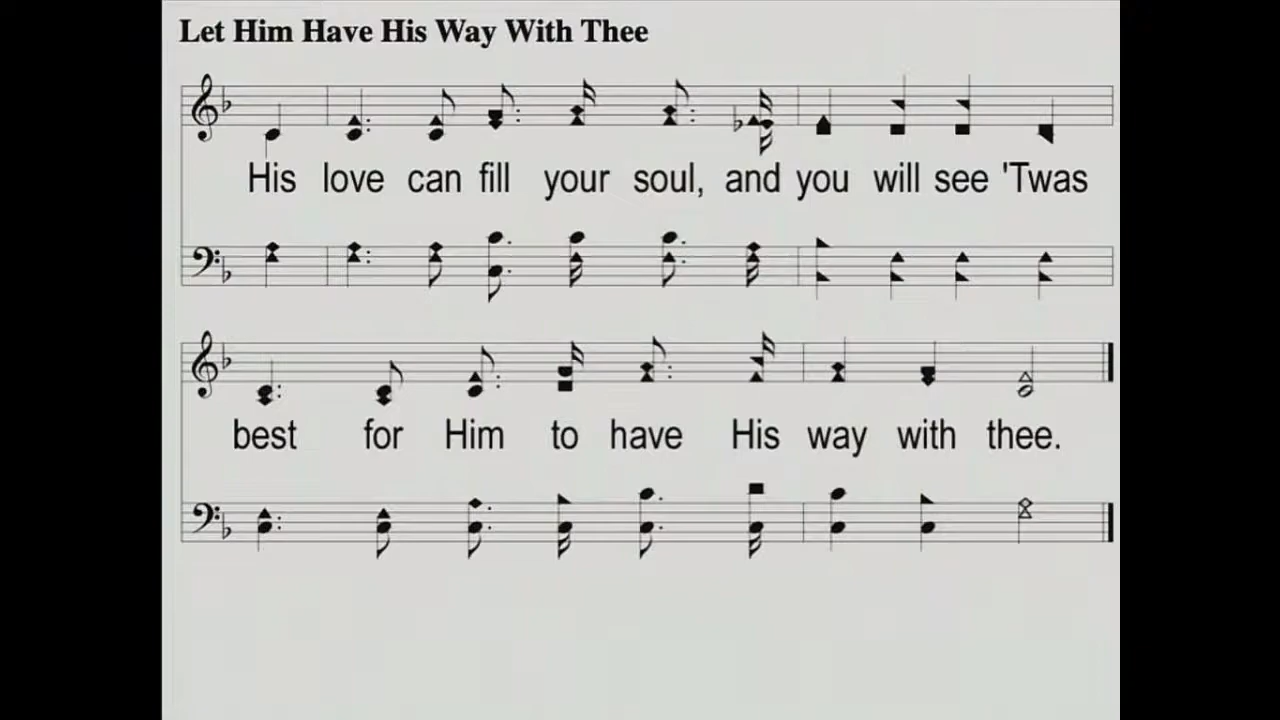 Let Him Have His Way With Thee
His love can fill your soul, and you will see 'Twas
best for Him to have His way with thee.